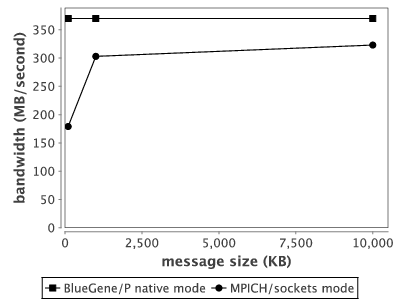 bandwidth (MB/second)
350
300
250
200
150
100
50
0
0 2,500 5,000 7,500 10,000
message size (KB)
BlueGene/P native mode MPICH/sockets mode